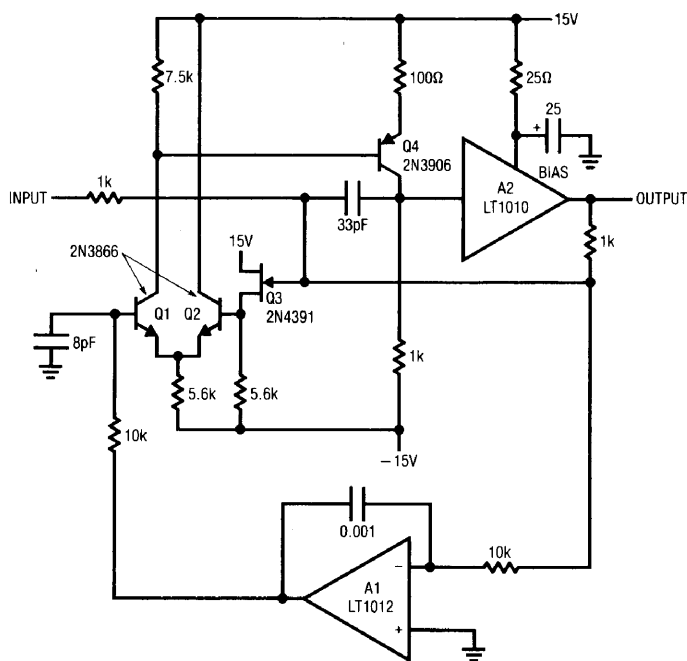 15V
7.5k
100Ω
25Ω
25
+
Q4
2N3906
BIAS
A2
LT1010
INPUT
1k
33pF
OUTPUT
1k
2N3866
15V
Q3
2N4391
Q1
Q2
8pF
5.6k
5.6k
1k
10k
–15V
0.001
10k
–
A1
LT1012
+